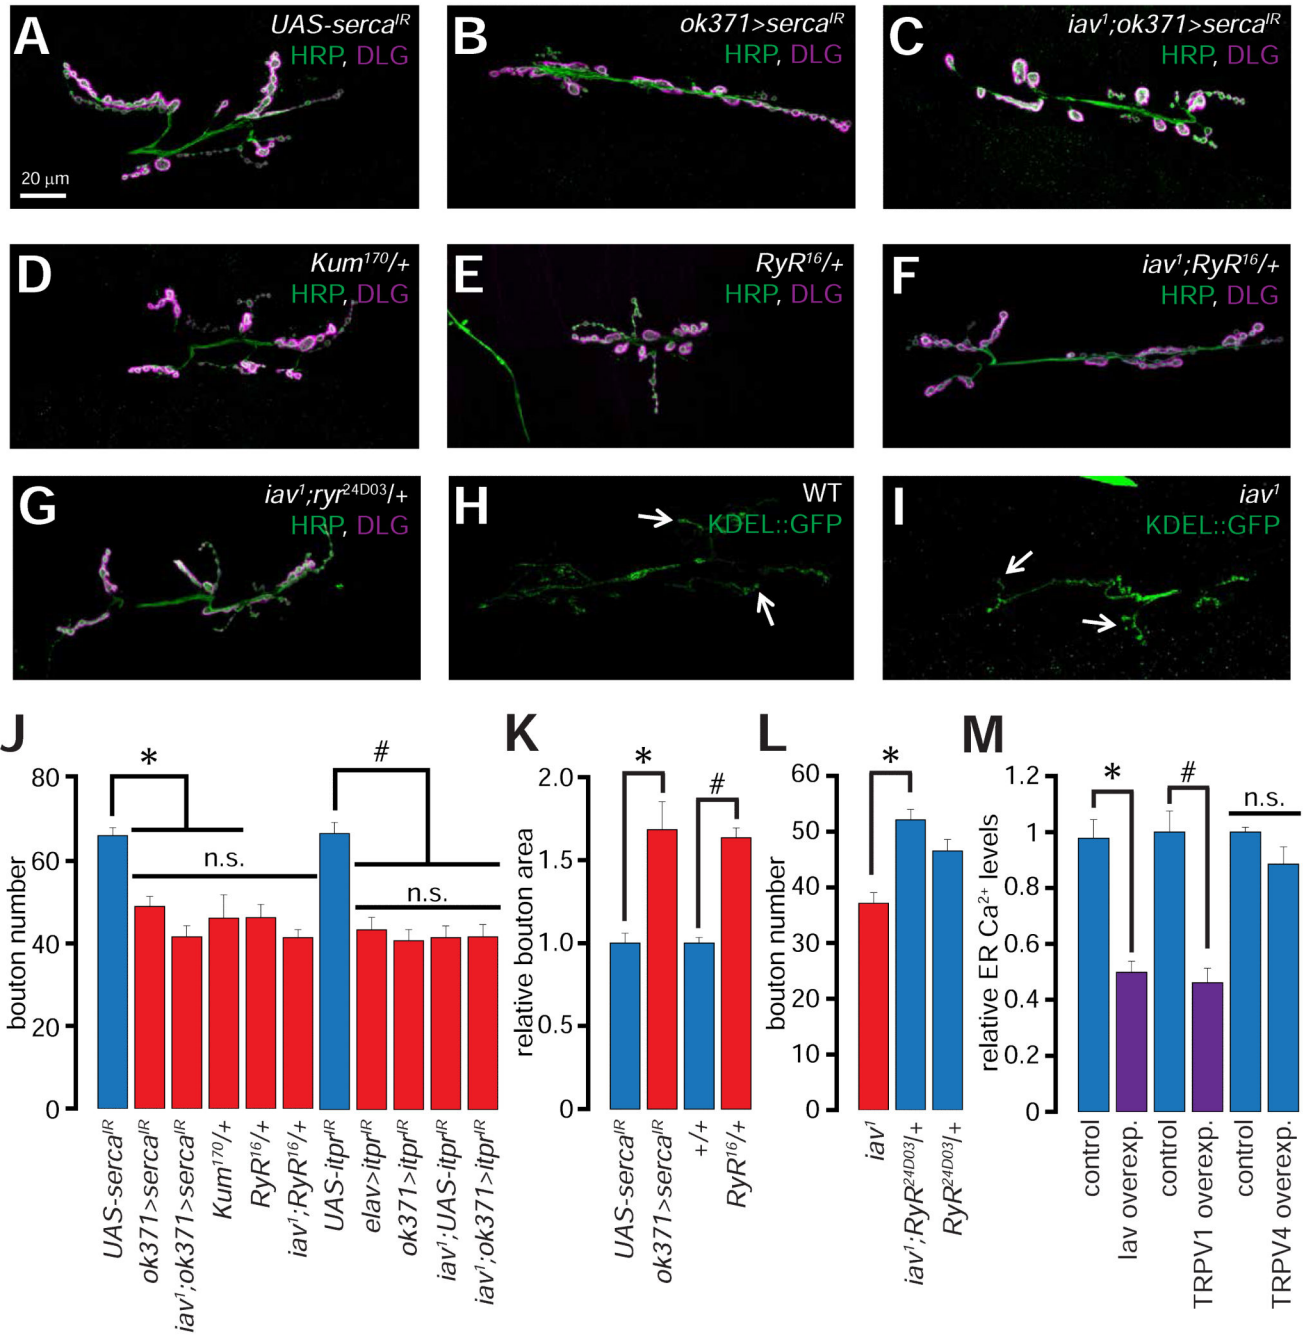 A
UAS-serca^IR
HRP, DLG
20 μm
B
ok371>serca^IR
HRP, DLG
C
iav^1;ok371>serca^IR
HRP, DLG
D
Kum^170/+
HRP, DLG
E
RyR^16/+
HRP, DLG
F
iav^1;RyR^16/+
HRP, DLG
G
iav^1;ryr^24D03/+
HRP, DLG
H
WT
KDEL::GFP
I
iav^1
KDEL::GFP
J
bouton number
80
60
40
20
0
*
n.s.
#
n.s.
UAS-serca^IR
ok371>serca^IR
iav^1;ok371>serca^IR
Kum^170/+
RyR^16/+
iav^1;RyR^16/+
UAS-itpr^IR
elav>itpr^IR
ok371>itpr^IR
iav^1;UAS-itpr^IR
iav^1;ok371>itpr^IR
K
relative bouton area
2.0
1.5
1.0
0.5
0
*
#
UAS-serca^IR
ok371>serca^IR
+/+
RyR^16/+
L
bouton number
60
50
40
30
20
10
0
*
iav^1
iav^1;RyR^24D03/+
RyR^24D03/+
M
relative ER Ca^2+ levels
1.2
1
0.8
0.6
0.4
0.2
0
*
#
n.s.
control
Iav overexp.
control
TRPV1 overexp.
control
TRPV4 overexp.